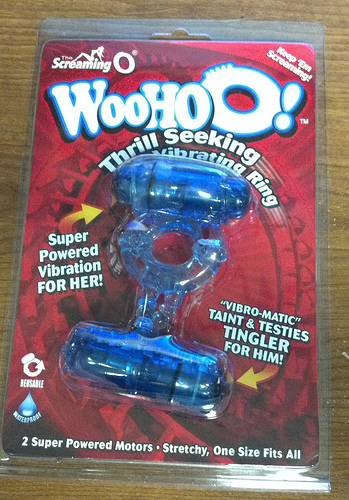 The
Screaming O®
Keep 'Em
Screaming!
WOOHOO!™
Thrill Seeking
Vibrating Ring
Super
Powered
Vibration
FOR HER!
"VIBRO-MATIC"
TAINT & TESTIES
TINGLER
FOR HIM!
REUSABLE
WATERPROOF
2 Super Powered Motors • Stretchy, One Size Fits All